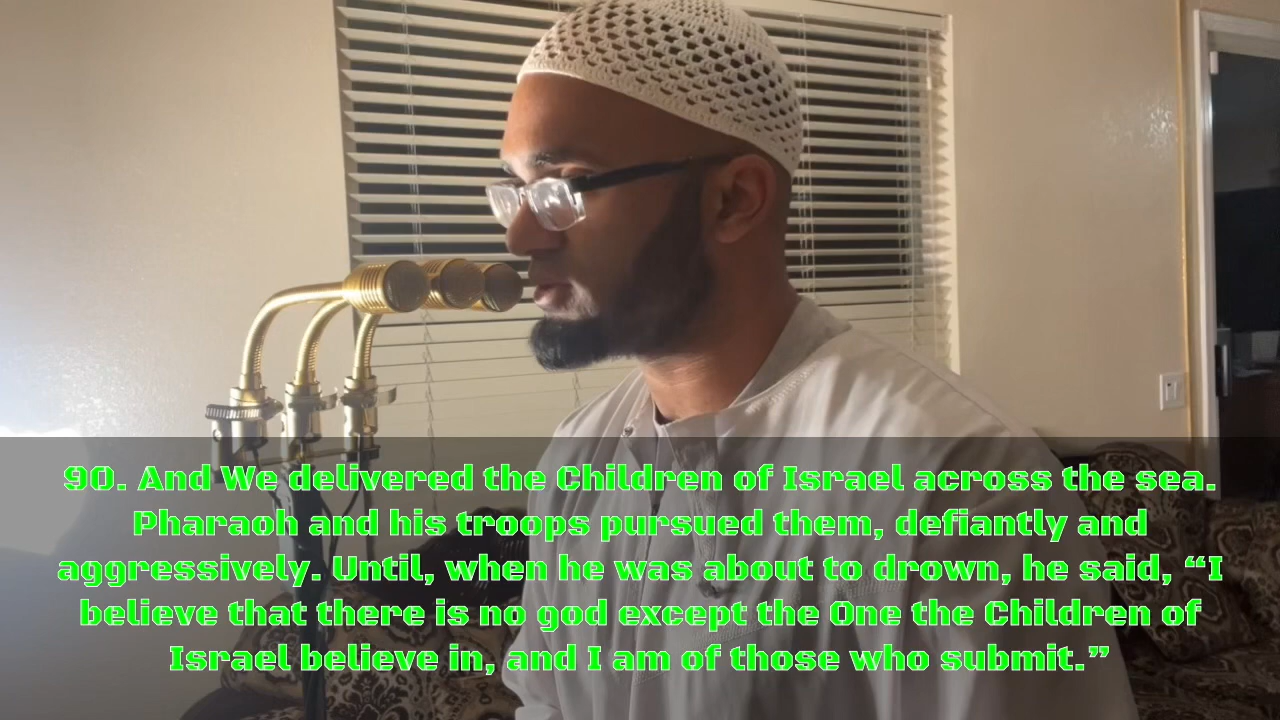 90. And We delivered the Children of Israel across the sea.
Pharaoh and his troops pursued them, defiantly and
aggressively. Until, when he was about to drown, he said, “I
believe that there is no god except the One the Children of
Israel believe in, and I am of those who submit.”